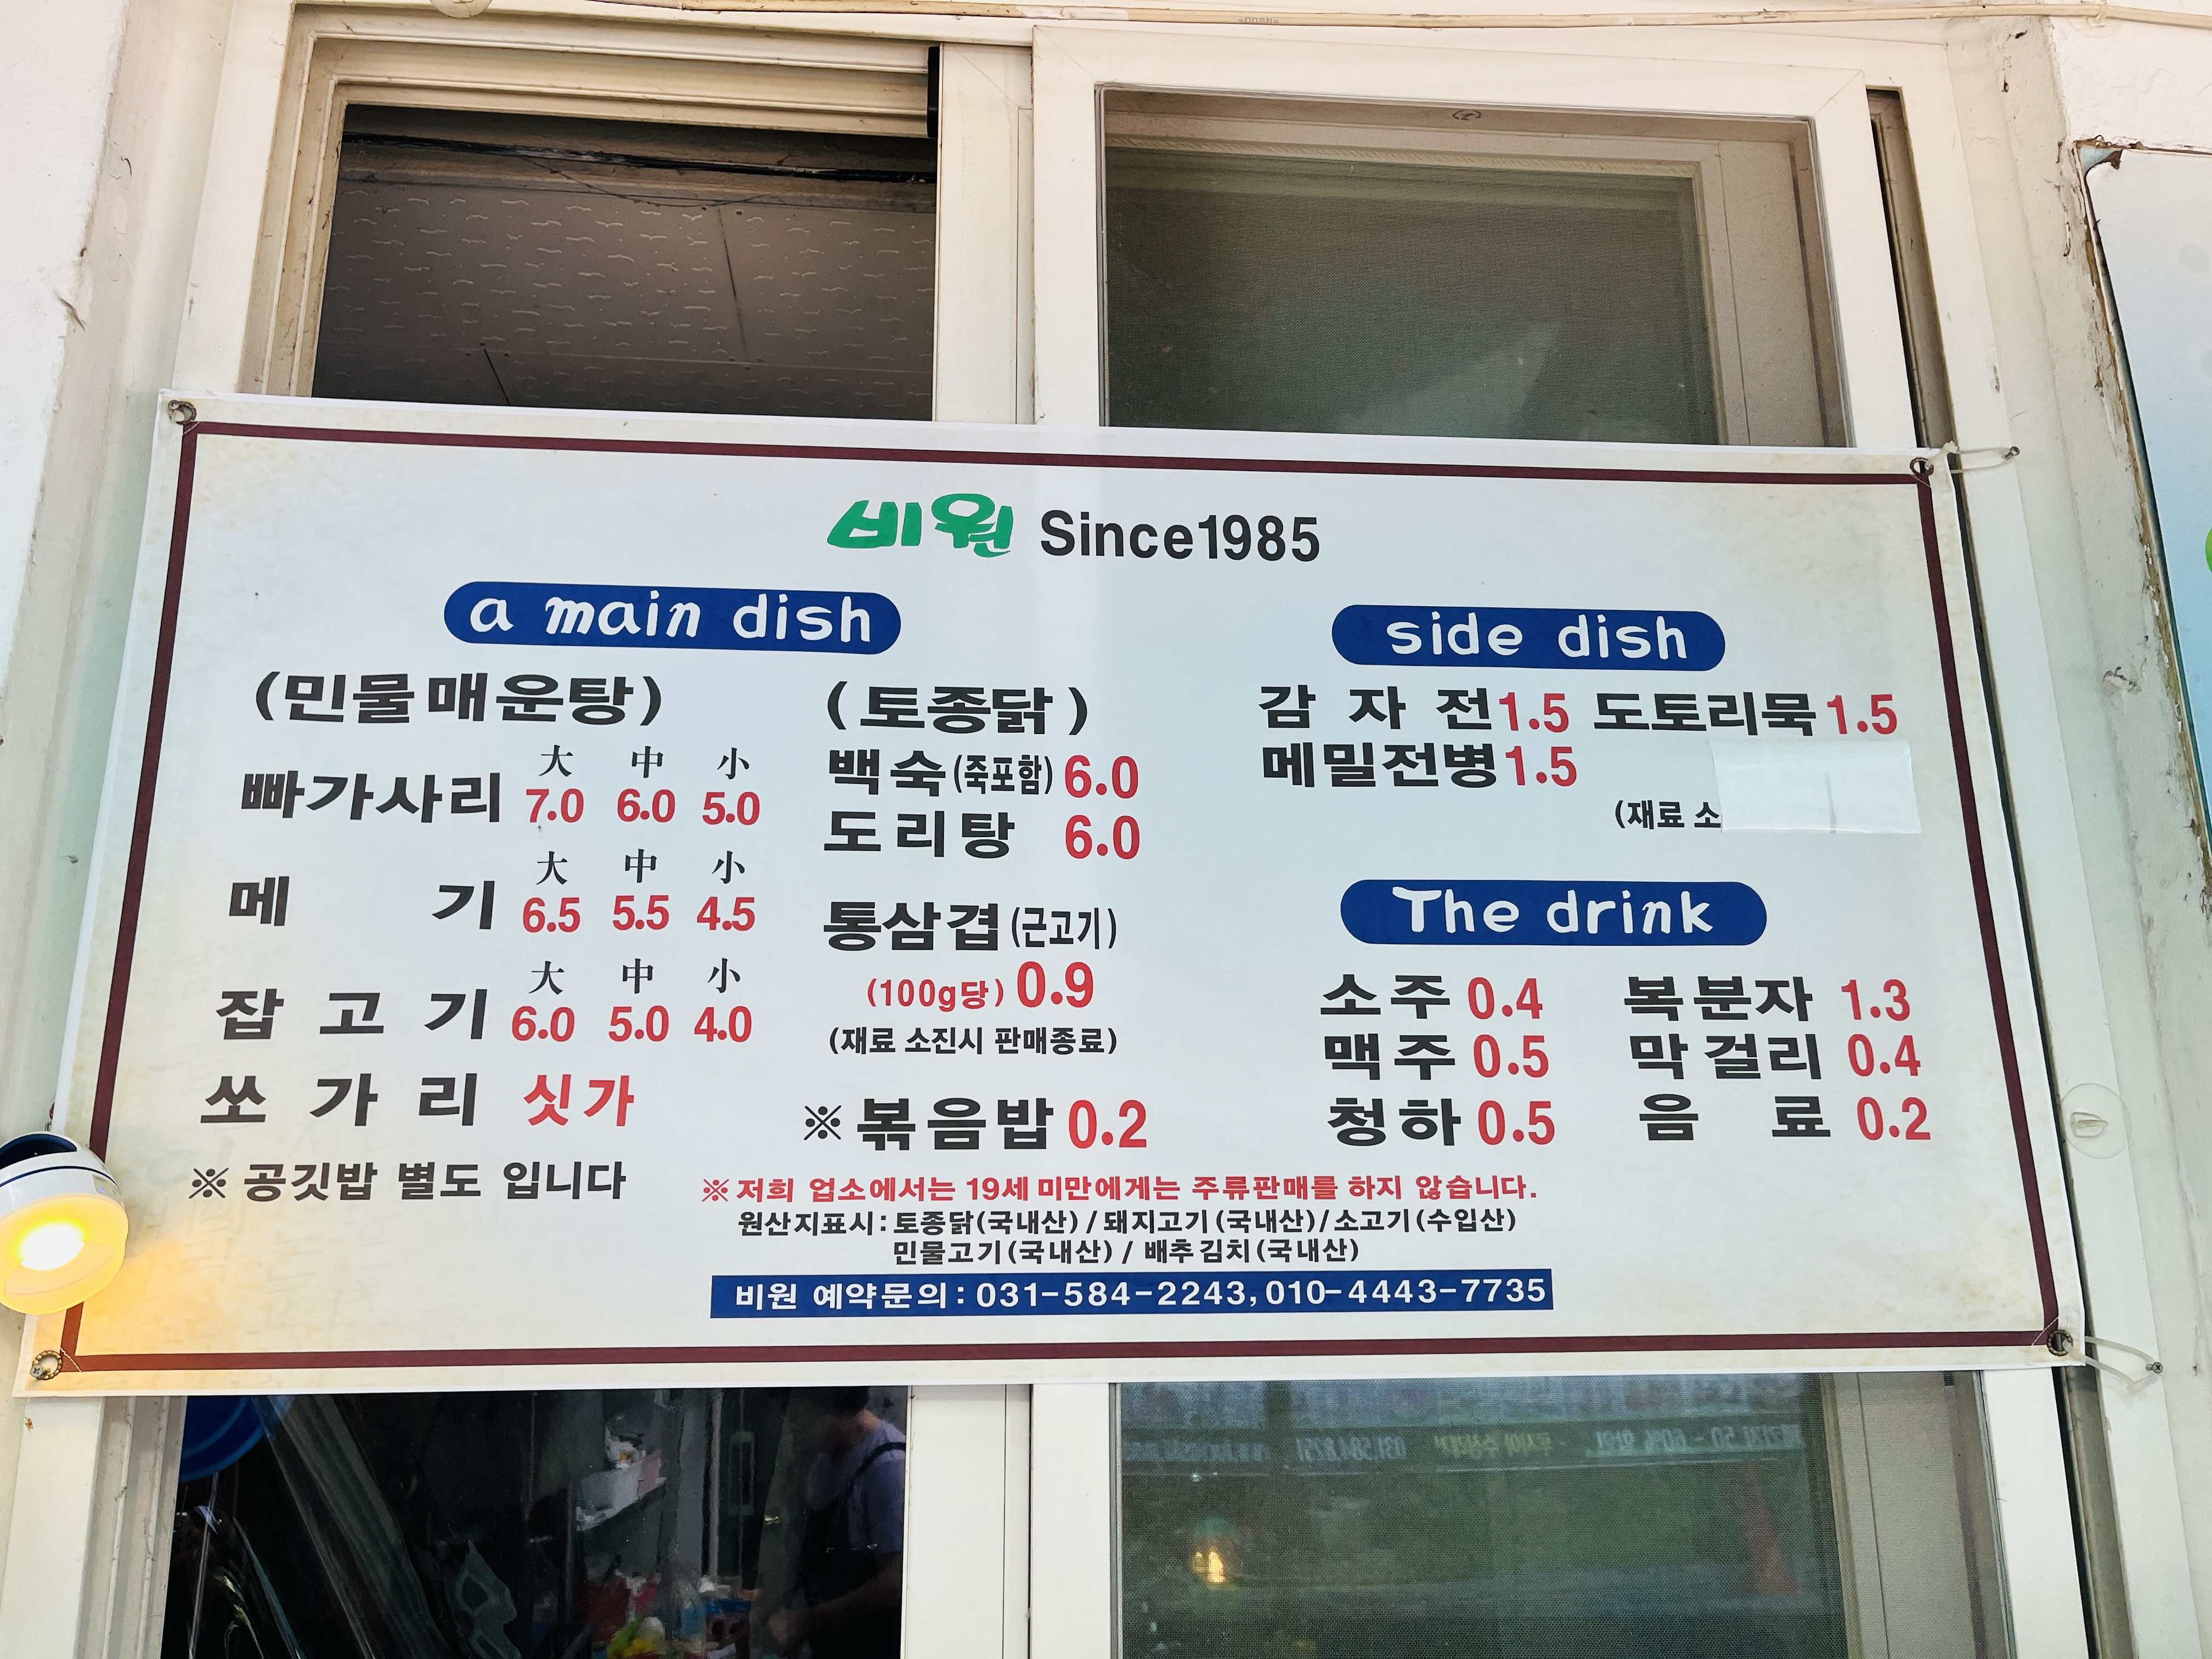 비원 Since1985
a main dish
(민물매운탕)
大 中 小
빠가사리 7.0 6.0 5.0
大 中 小
메기 6.5 5.5 4.5
大 中 小
잡고기 6.0 5.0 4.0
쏘가리 싯가
※ 공깃밥 별도 입니다
(토종닭)
백숙(죽포함) 6.0
도리탕 6.0
통삼겹(근고기)
(100g당) 0.9
(재료 소진시 판매종료)
※ 볶음밥 0.2
side dish
감자전 1.5 도토리묵 1.5
메밀전병 1.5
(재료 소
The drink
소주 0.4 복분자 1.3
맥주 0.5 막걸리 0.4
청하 0.5 음료 0.2
※ 저희 업소에서는 19세 미만에게는 주류판매를 하지 않습니다.
원산지표시: 토종닭(국내산) / 돼지고기(국내산) / 소고기(수입산)
민물고기(국내산) / 배추김치(국내산)
비원 예약문의: 031-584-2243, 010-4443-7735